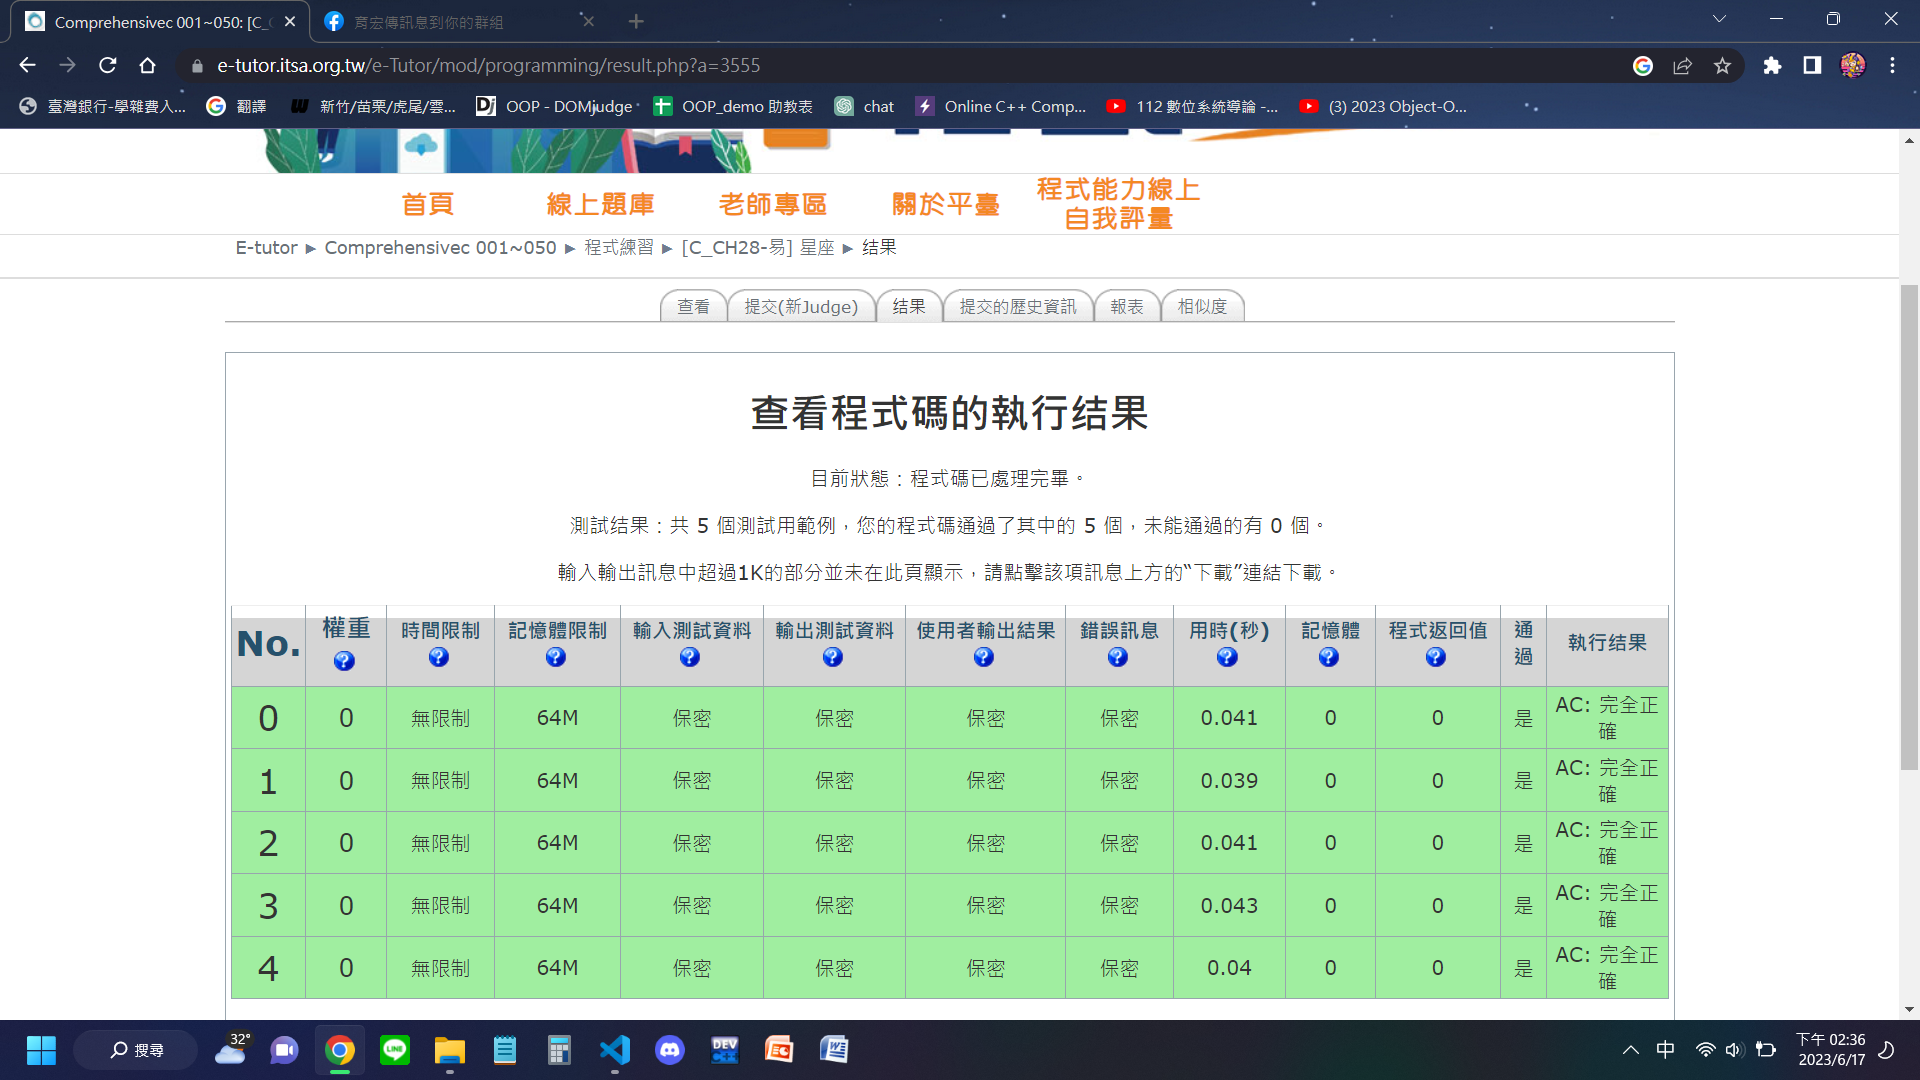 Comprehensivec 001~050: [C_C
育宏傳訊息到你的群組
e-tutor.itsa.org.tw/e-Tutor/mod/programming/result.php?a=3555
臺灣銀行-學雜費入...
翻譯
新竹/苗栗/虎尾/雲...
OOP - DOMjudge
OOP_demo 助教表
chat
Online C++ Comp...
112 數位系統導論 -...
(3) 2023 Object-O...
首頁
線上題庫
老師專區
關於平臺
程式能力線上
自我評量
E-tutor ► Comprehensivec 001~050 ► 程式練習 ► [C_CH28-易] 星座 ► 结果
查看
提交(新Judge)
结果
提交的歷史資訊
報表
相似度
查看程式碼的執行结果
目前狀態：程式碼已處理完畢。
測試结果：共 5 個測試用範例，您的程式碼通過了其中的 5 個，未能通過的有 0 個。
輸入輸出訊息中超過1K的部分並未在此頁顯示，請點擊該項訊息上方的“下載”連結下載。
No. 權重 時間限制 記憶體限制 輸入測試資料 輸出測試資料 使用者輸出結果 錯誤訊息 用時(秒) 記憶體 程式返回值 通過 執行结果
0 0 無限制 64M 保密 保密 保密 保密 0.041 0 0 是 AC: 完全正確
1 0 無限制 64M 保密 保密 保密 保密 0.039 0 0 是 AC: 完全正確
2 0 無限制 64M 保密 保密 保密 保密 0.041 0 0 是 AC: 完全正確
3 0 無限制 64M 保密 保密 保密 保密 0.043 0 0 是 AC: 完全正確
4 0 無限制 64M 保密 保密 保密 保密 0.04 0 0 是 AC: 完全正確
搜尋
32°
LINE
DEV
C++
中
下午 02:36
2023/6/17